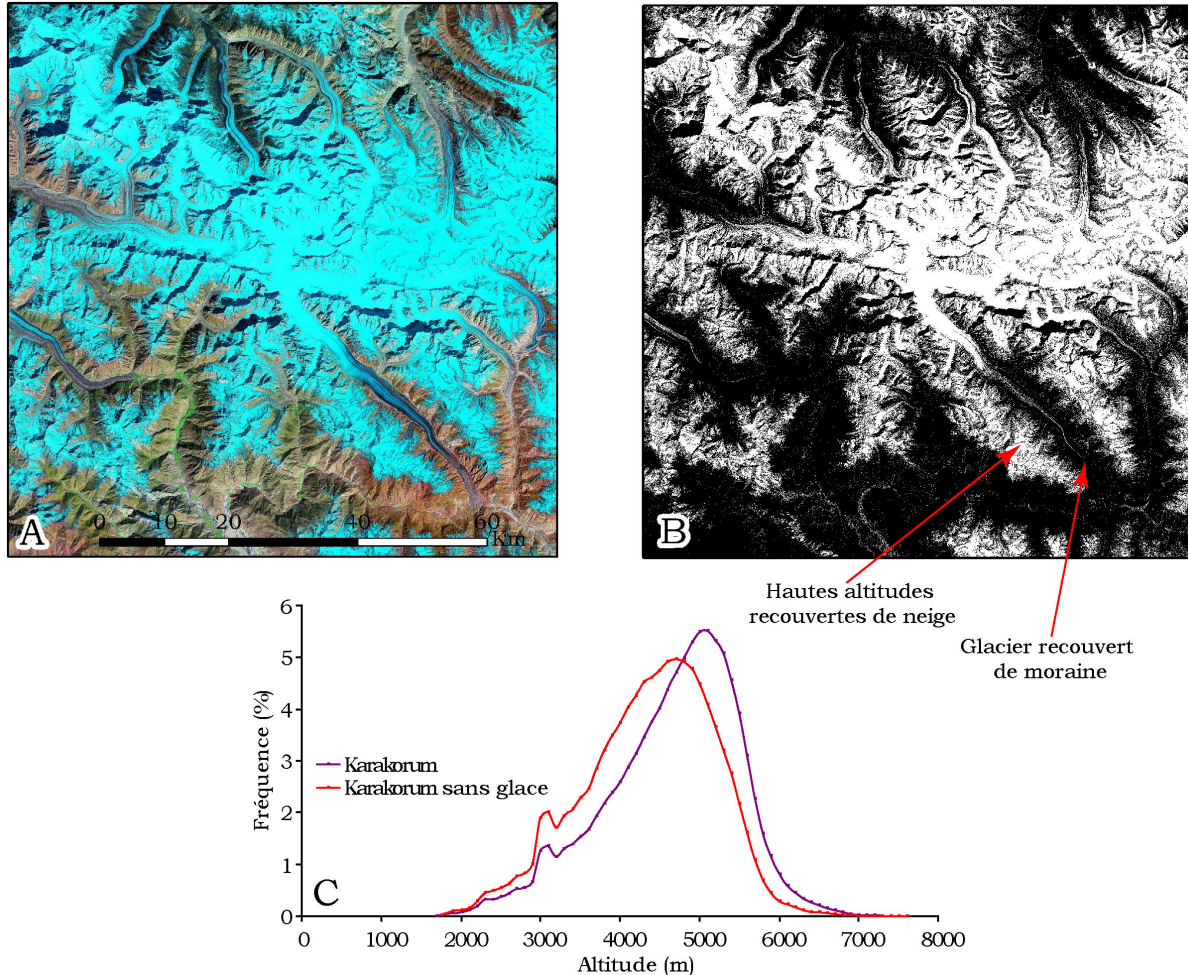 A
0 10 20 40 60
Km
B
Hautes altitudes
recouvertes de neige
Glacier recouvert
de moraine
6
5
4
3
2
1
0
Fréquence (%)
Karakorum
Karakorum sans glace
C
0 1000 2000 3000 4000 5000 6000 7000 8000
Altitude (m)